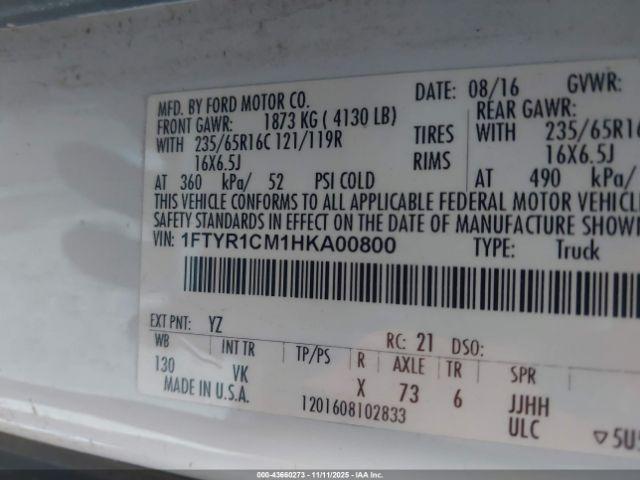 DATE: 08/16 GVWR:
MFD. BY FORD MOTOR CO.
FRONT GAWR: 1873 KG ( 4130 LB) REAR GAWR:
WITH 235/65R16C 121/119R TIRES WITH 235/65R
16X6.5J RIMS 16X6.5J
AT 360 kPa/ 52 PSI COLD AT 490 kPa/
THIS VEHICLE CONFORMS TO ALL APPLICABLE FEDERAL MOTOR VEHICLE
SAFETY STANDARDS IN EFFECT ON THE DATE OF MANUFACTURE SHOWN
VIN: 1FTYR1CM1HKA00800 TYPE: Truck
EXT PNT: YZ RC: 21 DSO:
WB INT TR TP/PS R AXLE TR SPR
130 VK X 73 6 JJHH
MADE IN U.S.A. 1201608102833 ULC ▽5U5
000-43660273 - 11/11/2025 - IAA Inc.